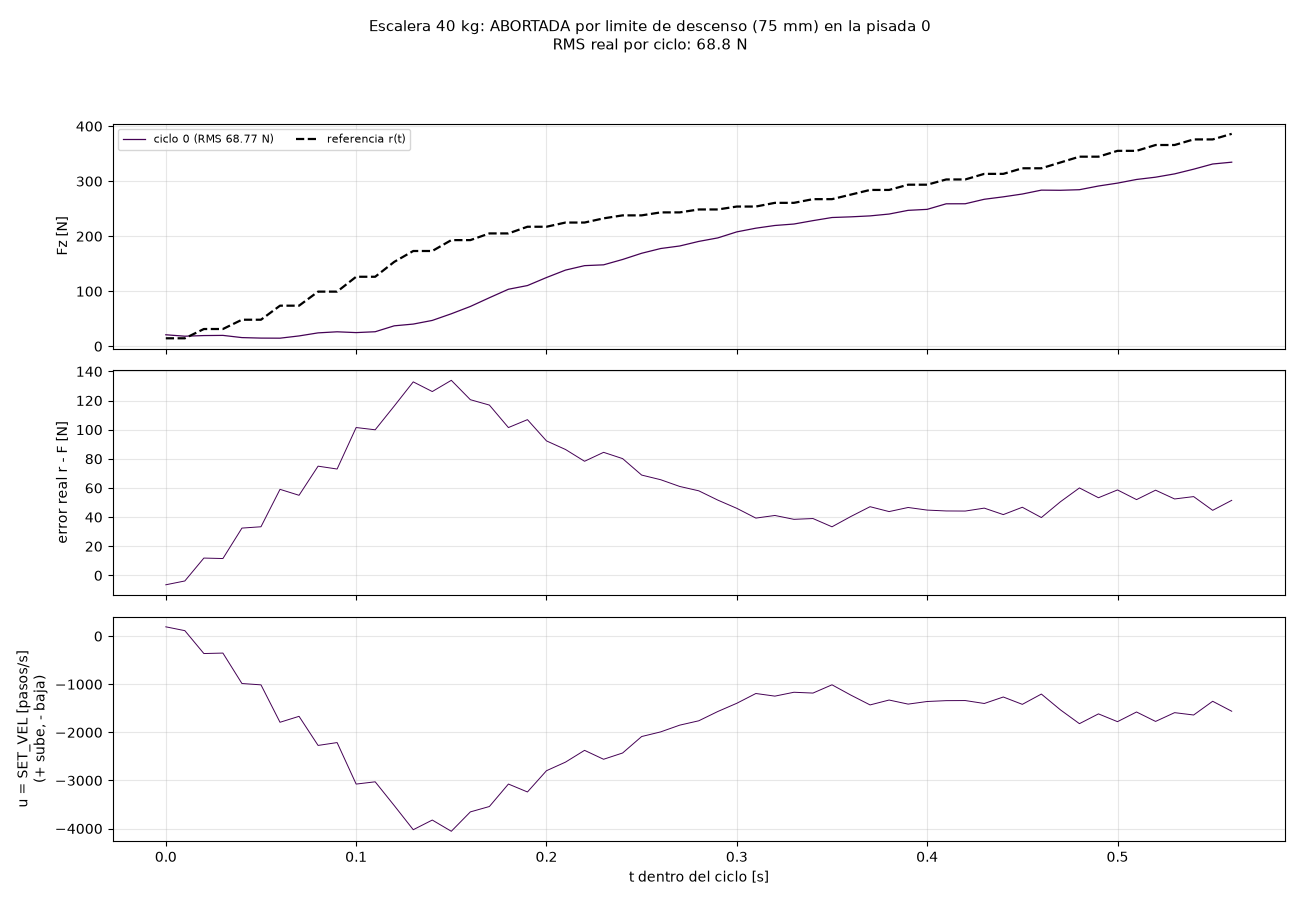 Escalera 40 kg: ABORTADA por limite de descenso (75 mm) en la pisada 0
RMS real por ciclo: 68.8 N
ciclo 0 (RMS 68.77 N)
referencia r(t)
Fz [N]
400
300
200
100
0
error real r - F [N]
140
120
100
80
60
40
20
0
u = SET_VEL [pasos/s]
(+ sube, - baja)
0
−1000
−2000
−3000
−4000
0.0
0.1
0.2
0.3
0.4
0.5
t dentro del ciclo [s]